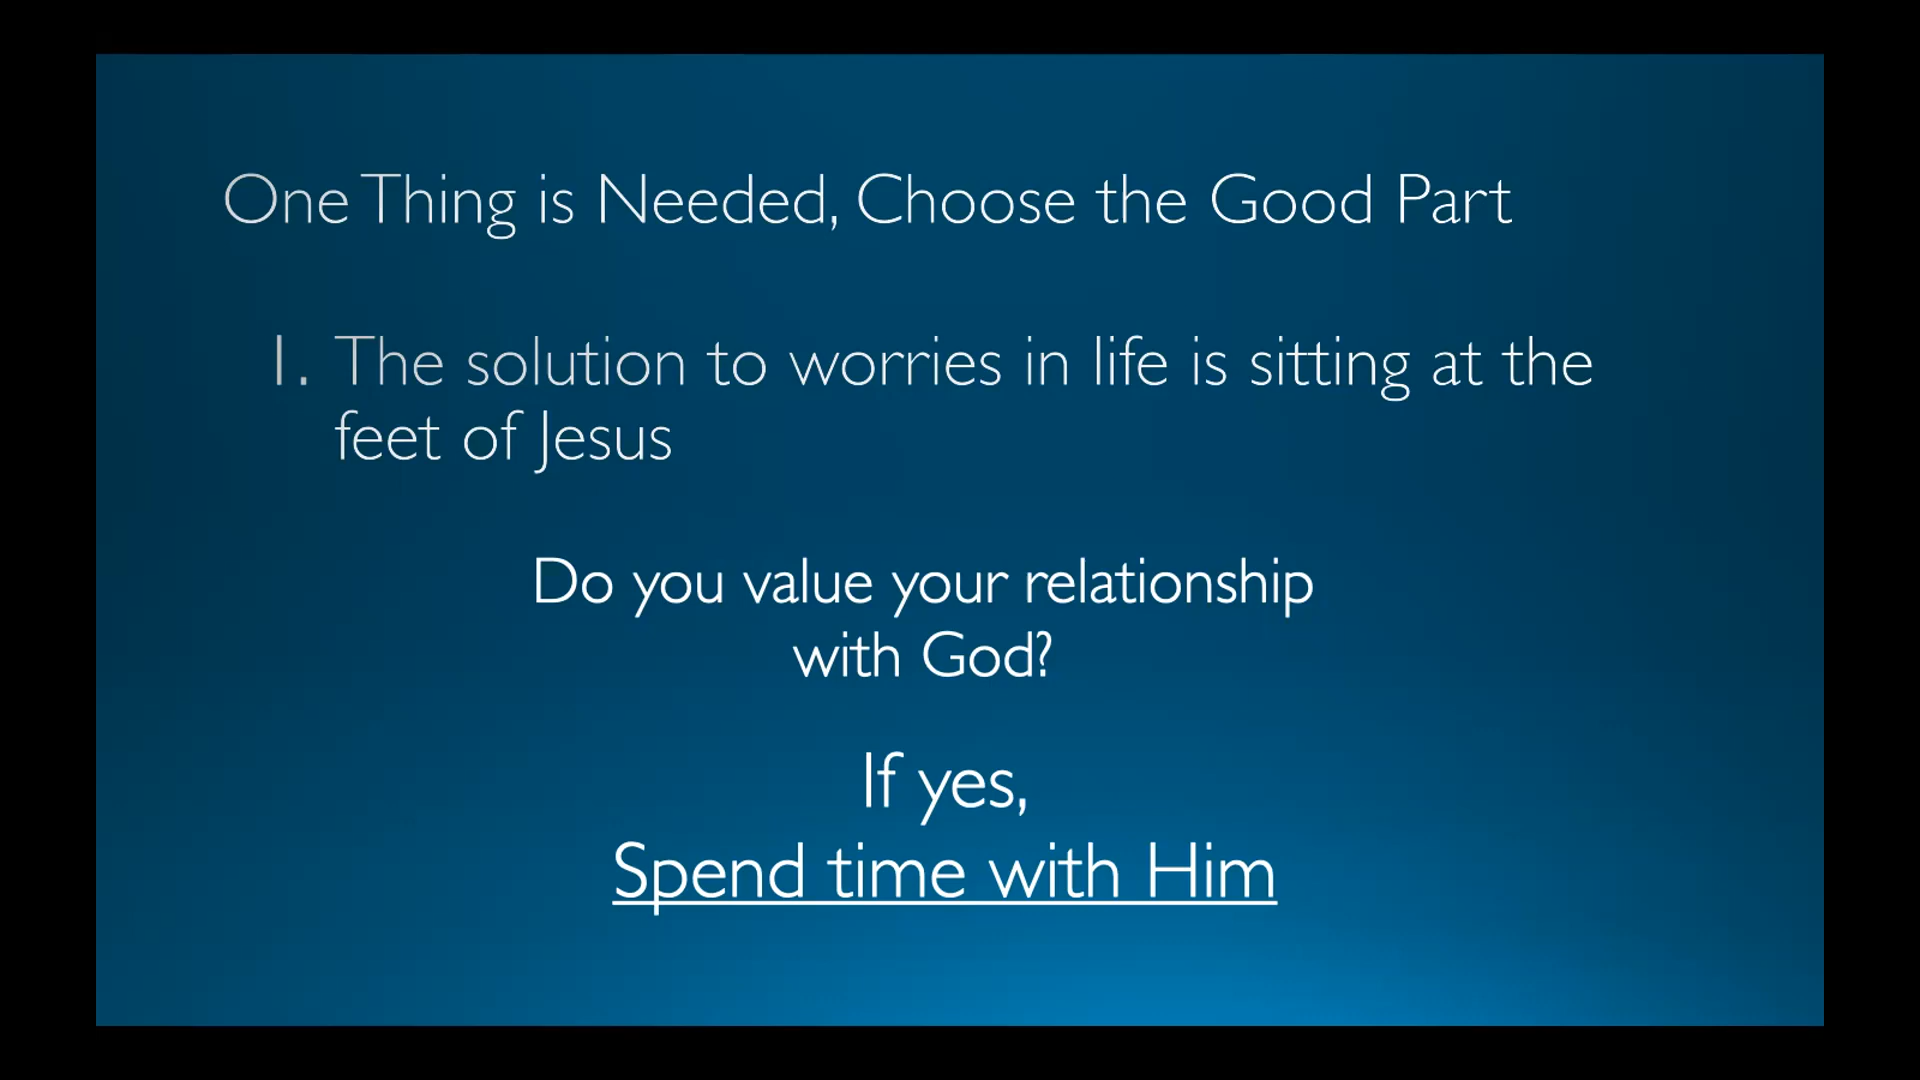 One Thing is Needed, Choose the Good Part
1. The solution to worries in life is sitting at the
feet of Jesus
Do you value your relationship
with God?
If yes,
Spend time with Him